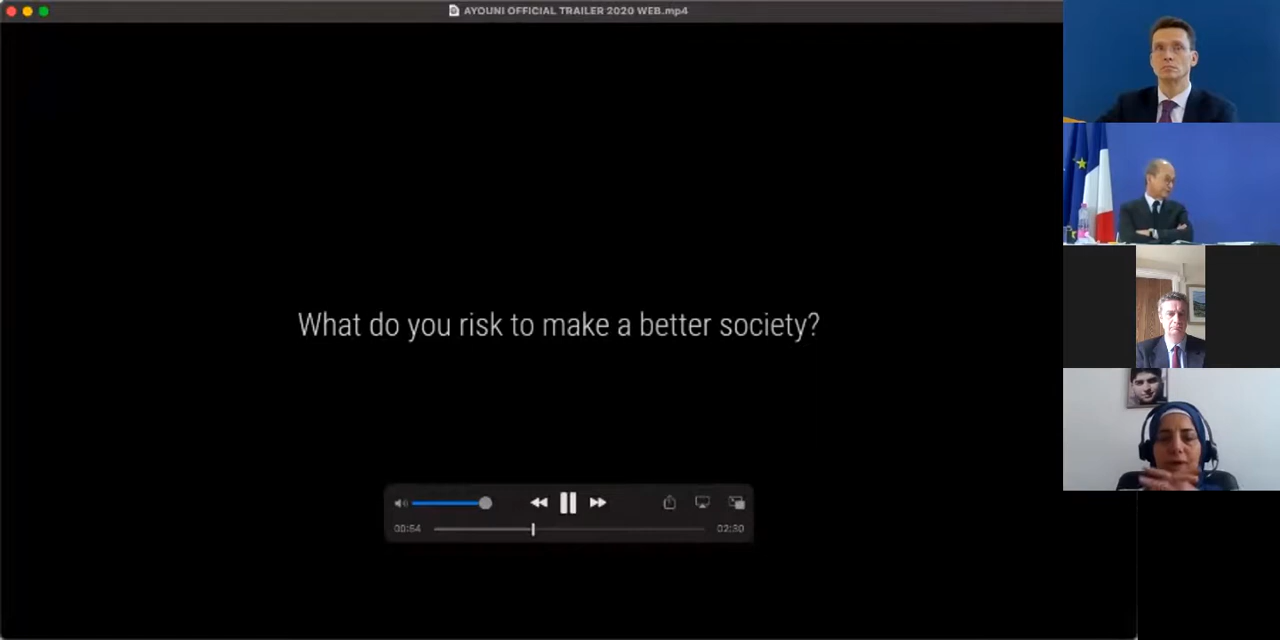 AYOUNI OFFICIAL TRAILER 2020 WEB.mp4
What do you risk to make a better society?
00:54
02:30